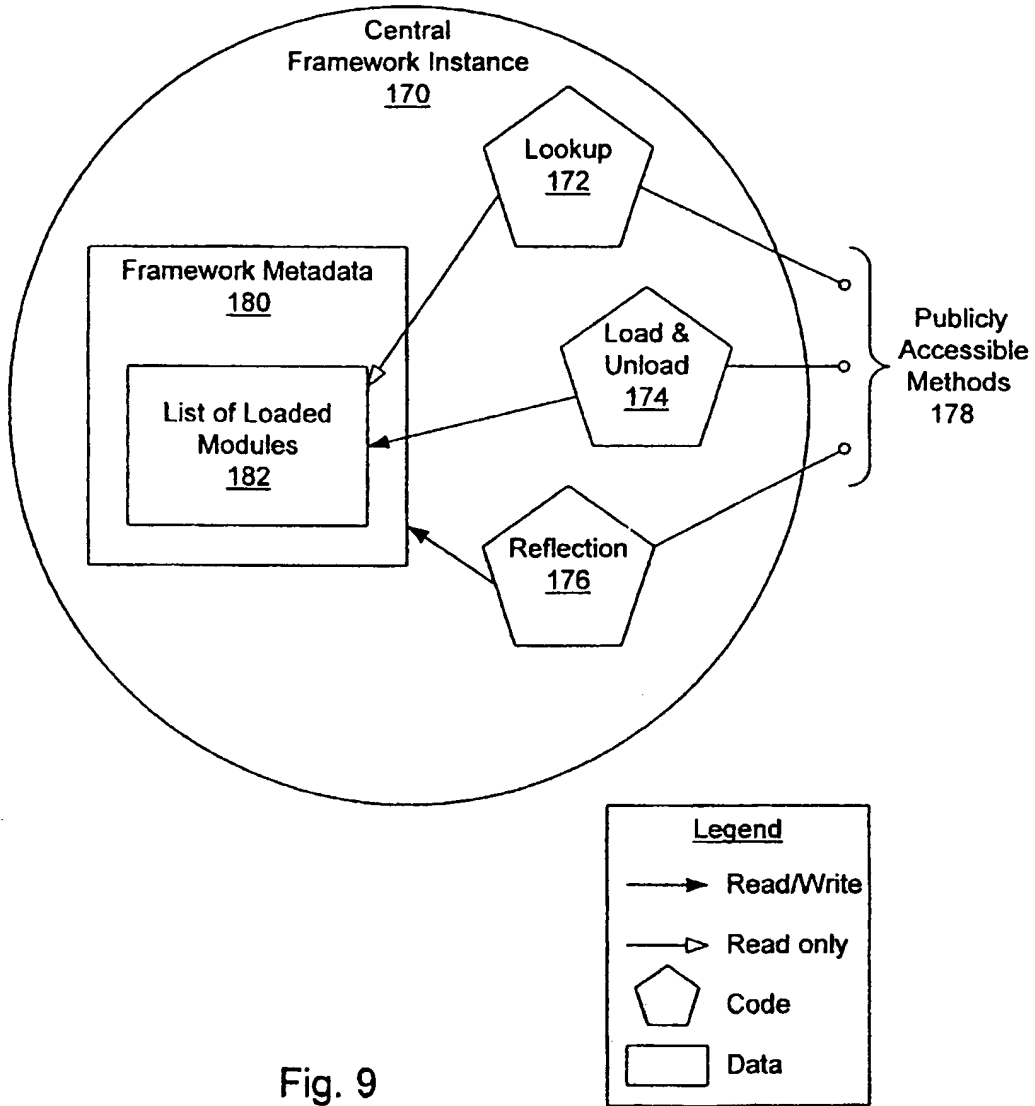 Central
Framework Instance
170
Lookup
172
Framework Metadata
180
List of Loaded
Modules
182
Load &
Unload
174
Reflection
176
Publicly
Accessible
Methods
178
Legend
Read/Write
Read only
Code
Data
Fig. 9